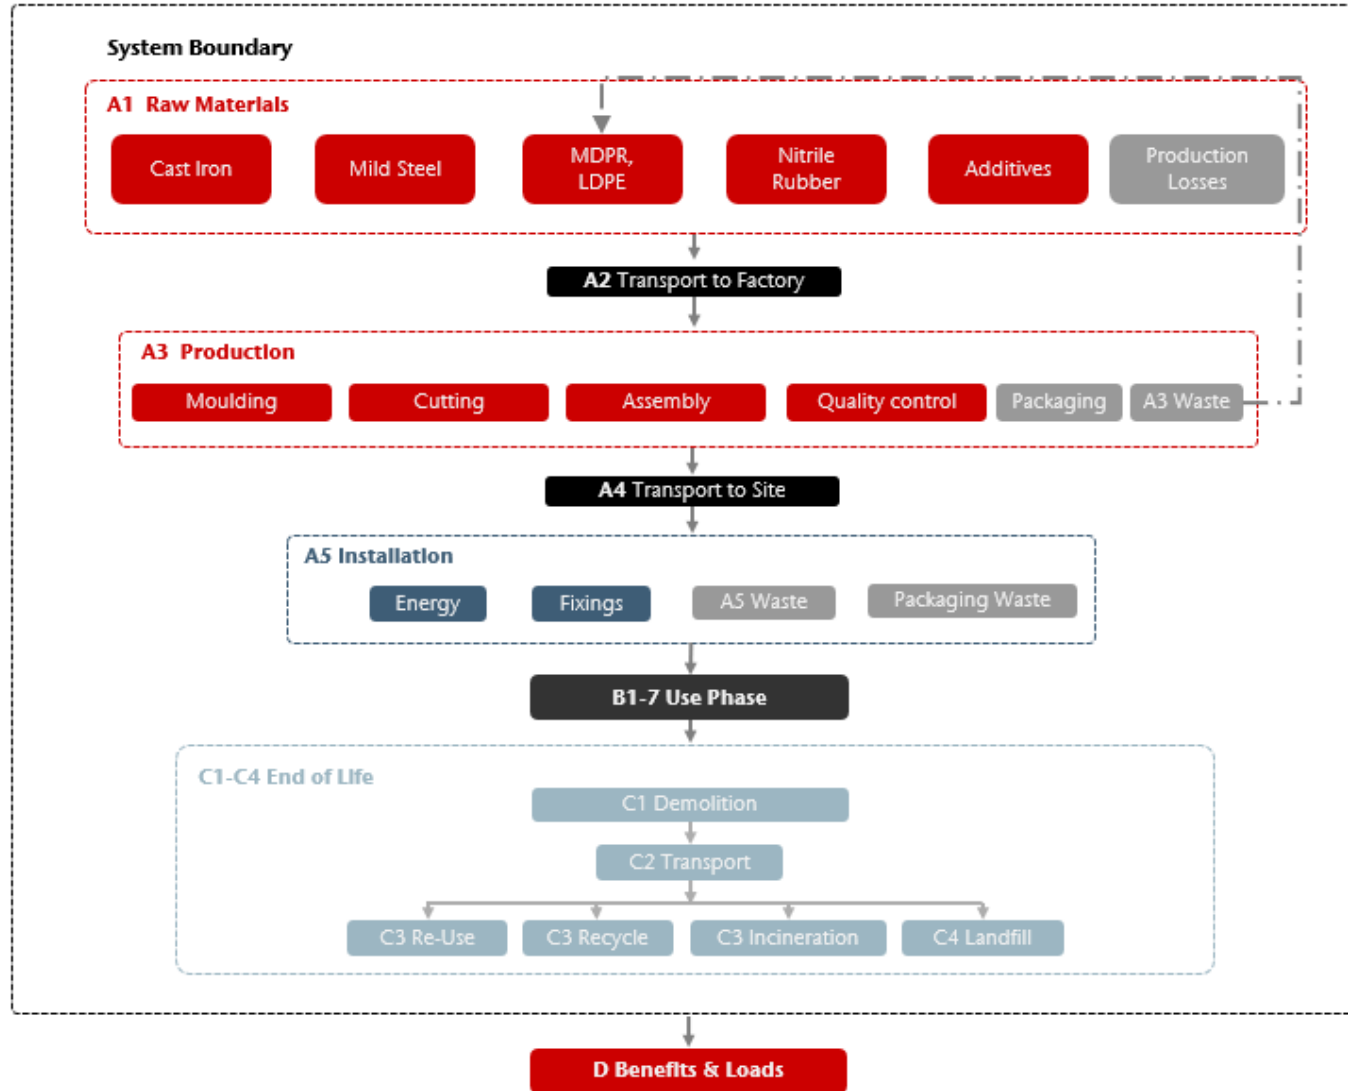 System Boundary
A1 Raw Materials
Cast Iron
Mild Steel
MDPR,
LDPE
Nitrile
Rubber
Additives
Production
Losses
A2 Transport to Factory
A3 Production
Moulding
Cutting
Assembly
Quality control
Packaging
A3 Waste
A4 Transport to Site
A5 Installation
Energy
Fixings
A5 Waste
Packaging Waste
B1-7 Use Phase
C1-C4 End of Life
C1 Demolition
C2 Transport
C3 Re-Use
C3 Recycle
C3 Incineration
C4 Landfill
D Benefits & Loads